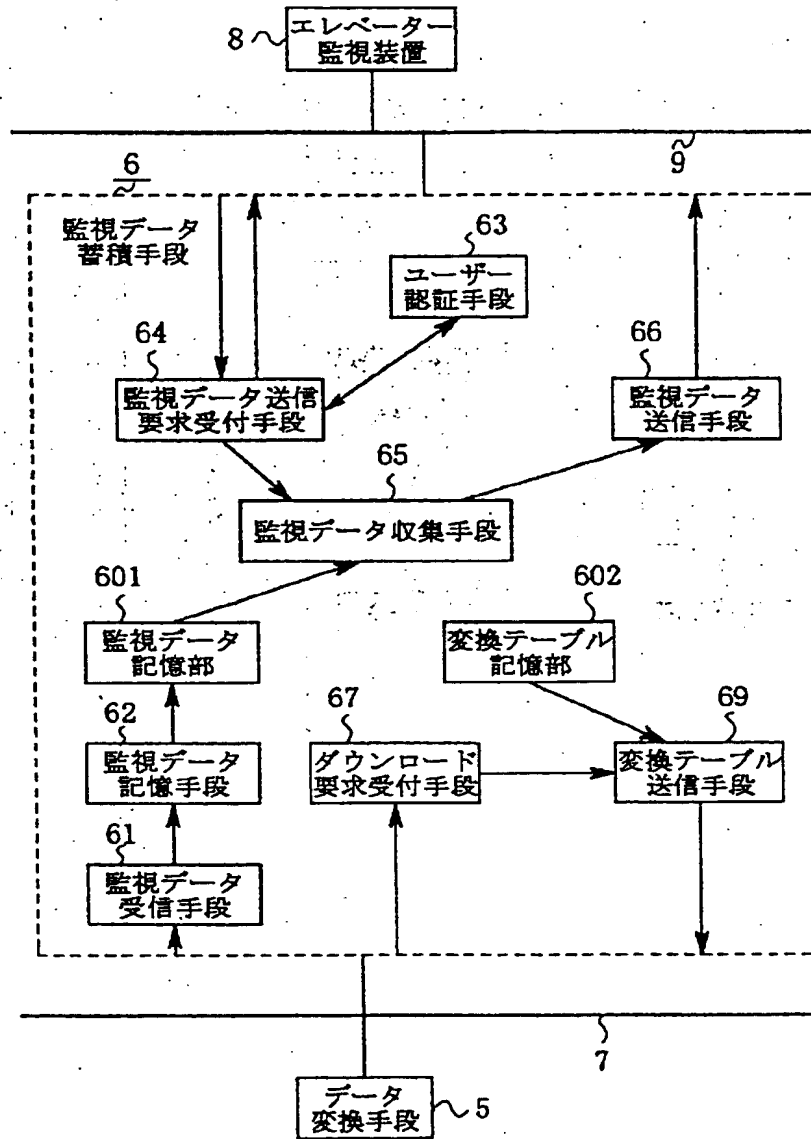 8
エレベーター
監視装置
9
6
監視データ
蓄積手段
63
ユーザー
認証手段
64
監視データ送信
要求受付手段
66
監視データ
送信手段
65
監視データ収集手段
601
監視データ
記憶部
602
変換テーブル
記憶部
62
監視データ
記憶手段
67
ダウンロード
要求受付手段
69
変換テーブル
送信手段
61
監視データ
受信手段
7
データ
変換手段
5